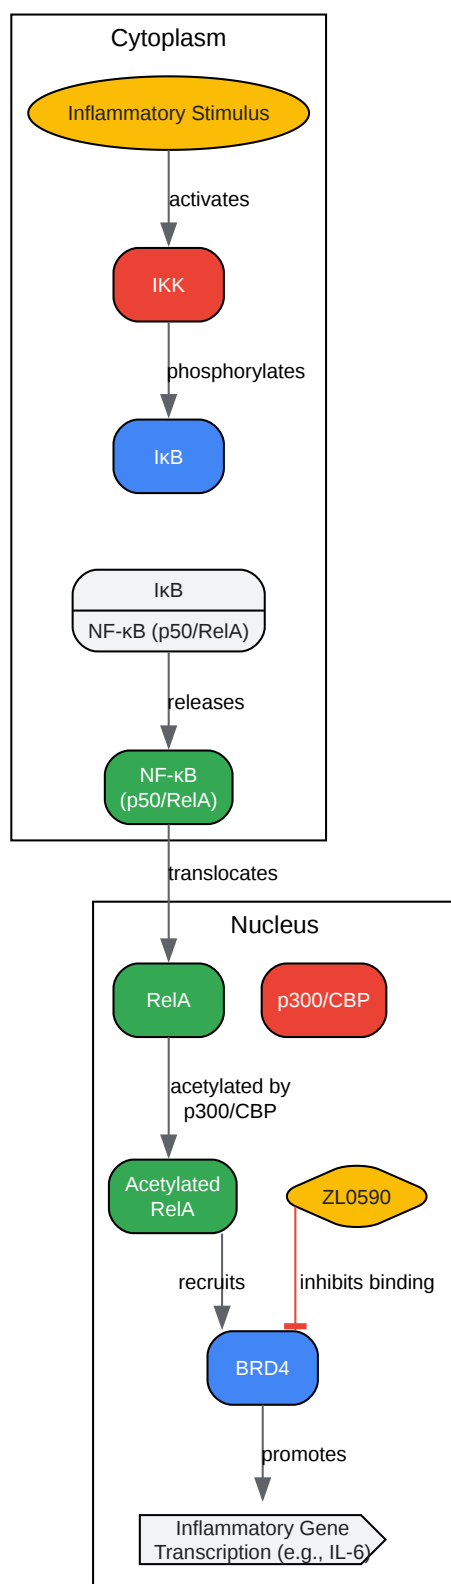 Cytoplasm
Inflammatory Stimulus
activates
IKK
phosphorylates
IκB
IκB
NF-κB (p50/RelA)
releases
NF-κB
(p50/RelA)
translocates
Nucleus
RelA
p300/CBP
acetylated by
p300/CBP
Acetylated
RelA
ZL0590
recruits
inhibits binding
BRD4
promotes
Inflammatory Gene
Transcription (e.g., IL-6)